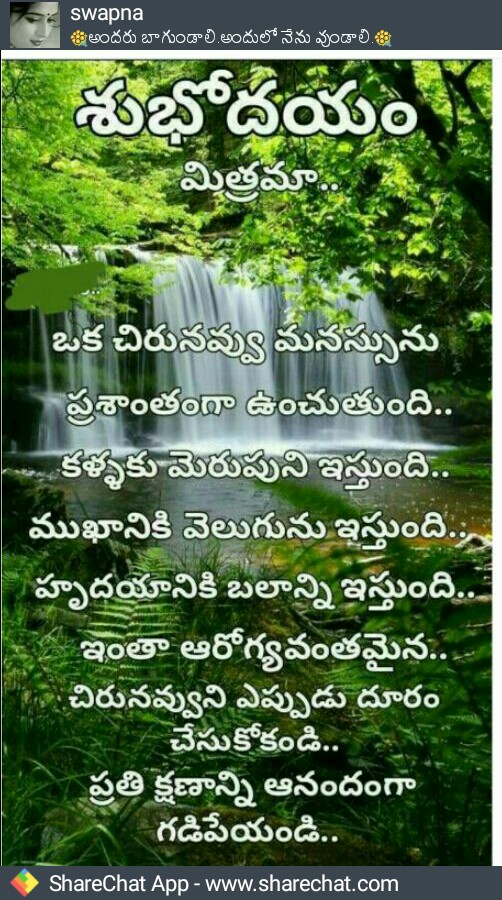 swapna
🌼అందరు బాగుండాలి.అందులో నేను వుండాలి.🌼
శుభోదయం
మిత్రమా..
...
ఒక చిరునవ్వు మనస్సును
ప్రశాంతంగా ఉంచుతుంది..
కళ్ళకు మెరుపుని ఇస్తుంది..
ముఖానికి వెలుగును ఇస్తుంది..
హృదయానికి బలాన్ని ఇస్తుంది..
ఇంతా ఆరోగ్యవంతమైన..
చిరునవ్వుని ఎప్పుడు దూరం
చేసుకోకండి..
ప్రతి క్షణాన్ని ఆనందంగా
గడిపేయండి..
ShareChat App - www.sharechat.com